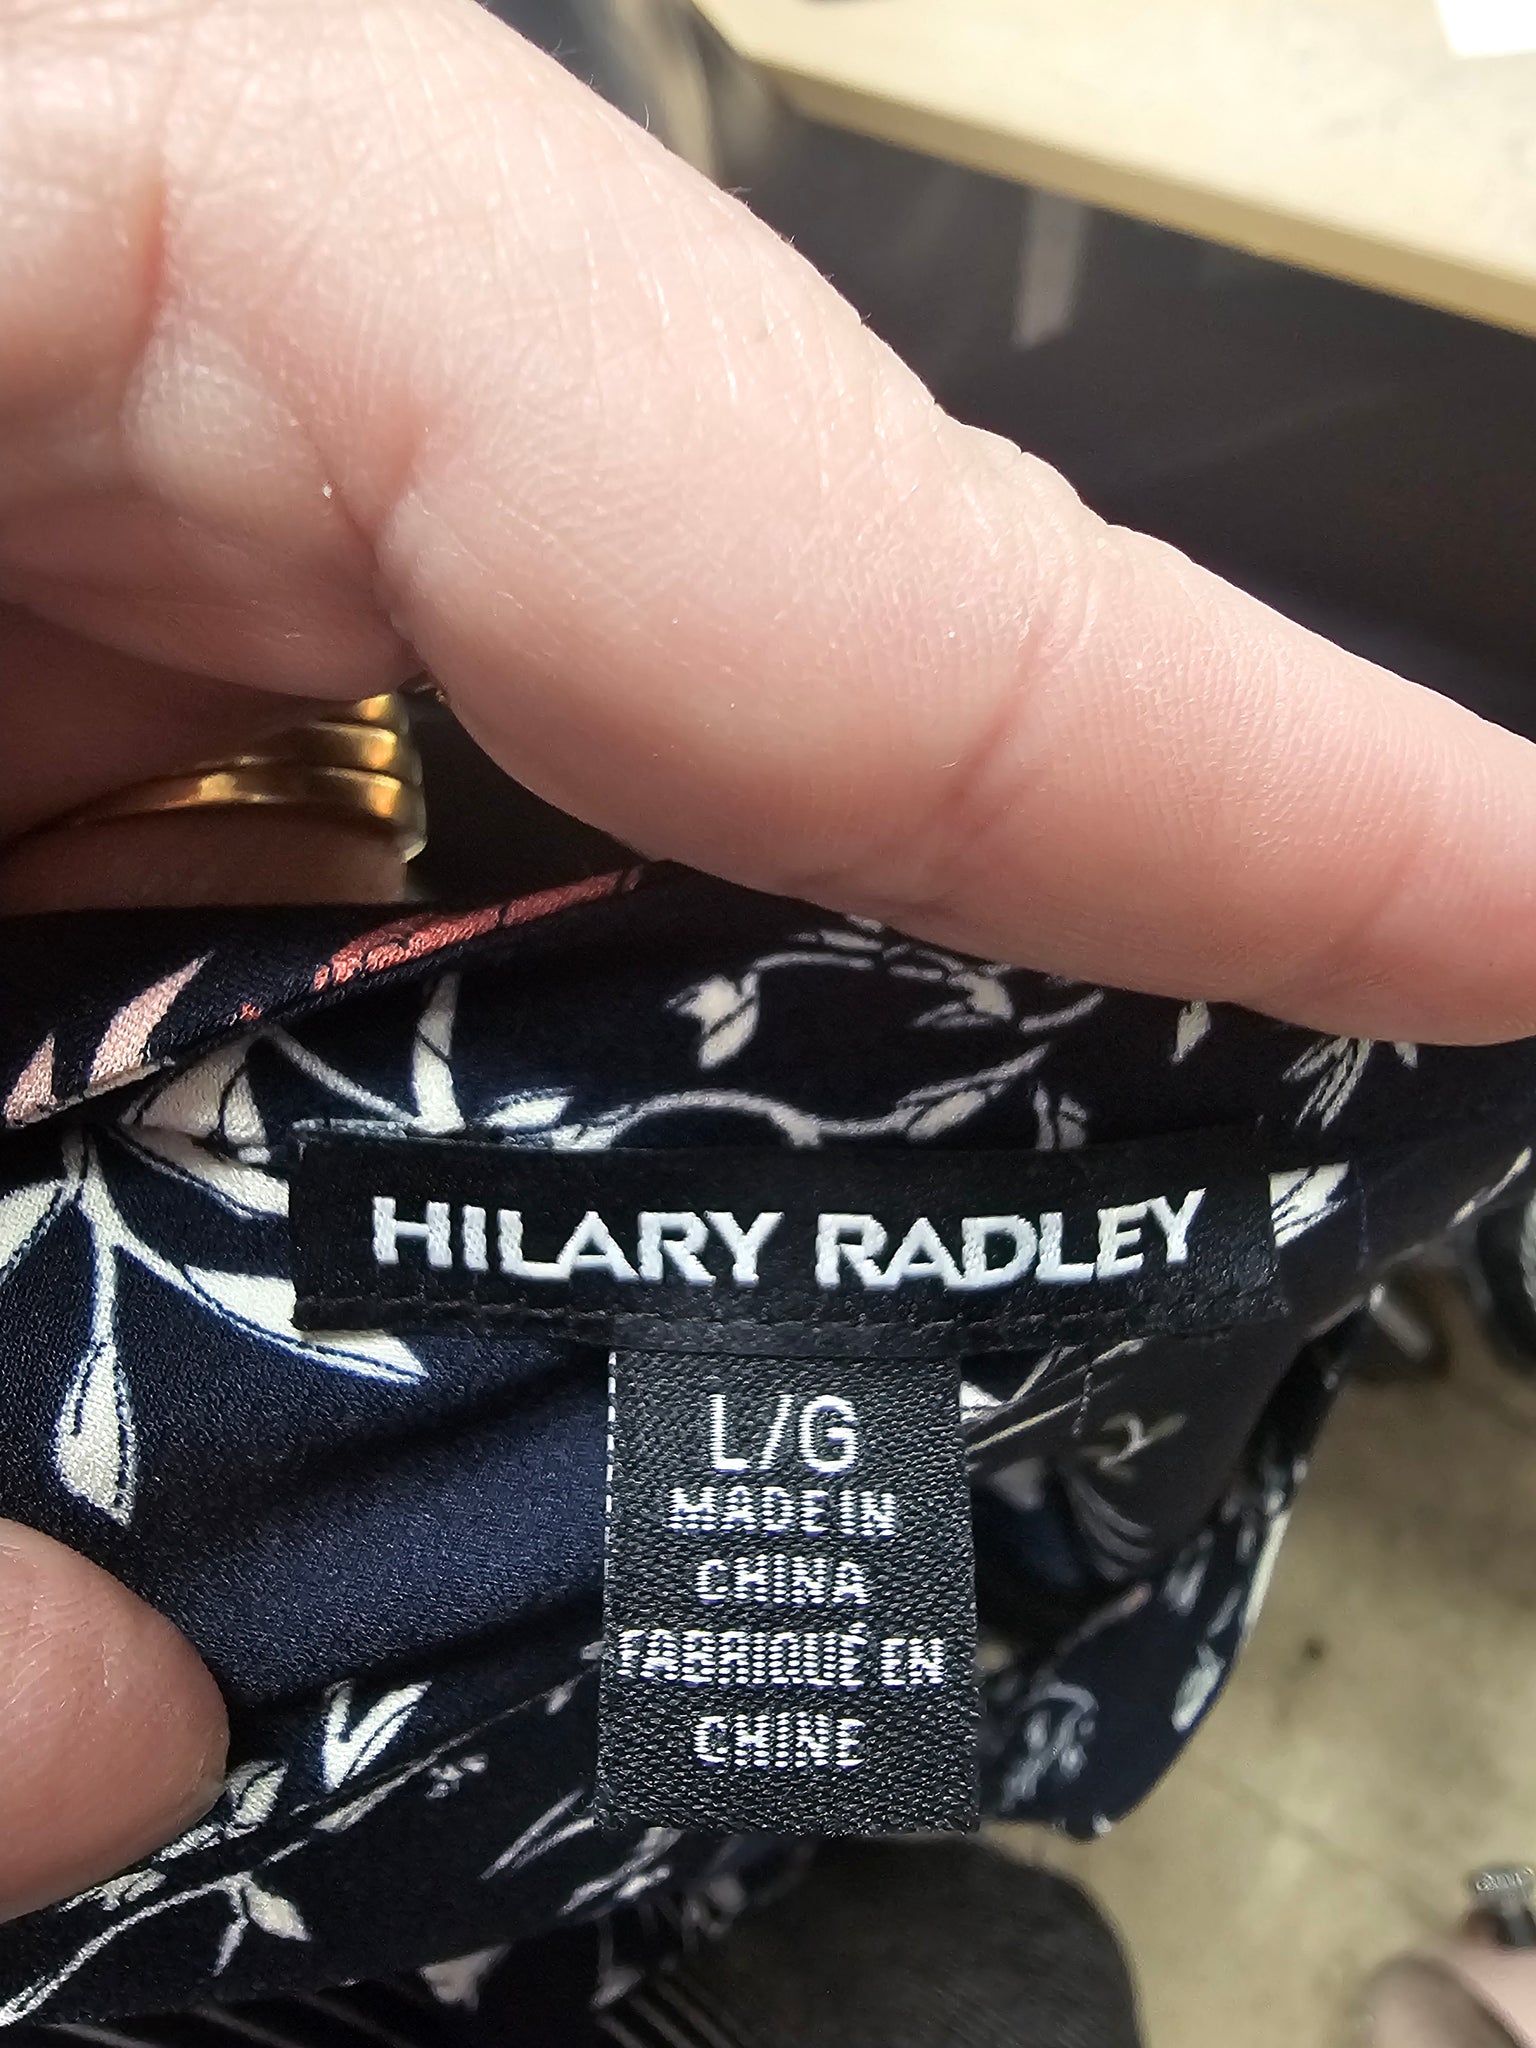 HILARY RADLEY
L/G
MADE IN
CHINA
FABRIQUÉ EN
CHINE